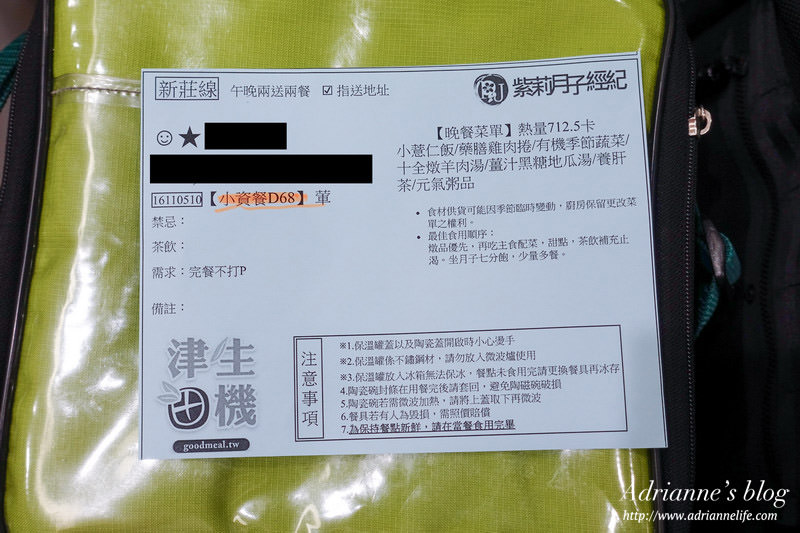 新莊線 午晚兩送兩餐 ☑ 指送地址
紫莉月子經紀
☺★
16110510【小資餐D68】 葷
禁忌：
茶飲：
需求：完餐不打P
備註：
【晚餐菜單】熱量712.5卡
小薏仁飯/藥膳雞肉捲/有機季節蔬菜/
十全燉羊肉湯/薑汁黑糖地瓜湯/養肝
茶/元氣粥品
• 食材供貨可能因季節臨時變動，廚房保留更改菜
單之權利。
• 最佳食用順序：
燉品優先，再吃主食配菜，甜點，茶飲補充止
渴。坐月子七分飽，少量多餐。
津生
田機
goodmeal.tw
注意事項
※1.保溫罐蓋以及陶瓷蓋開啟時小心燙手
※2.保溫罐係不鏽鋼材，請勿放入微波爐使用
※3.保溫罐放入冰箱無法保冰，餐點未食用完請更換餐具再冰存
4.陶瓷碗封條在用餐完後請套回，避免陶磁碗破損
5.陶瓷碗若需微波加熱，請將上蓋取下再微波
6.餐具若有人為毀損，需照價賠償
7.為保持餐點新鮮，請在當餐食用完畢
Adrianne's blog
http://www.adriannelife.com